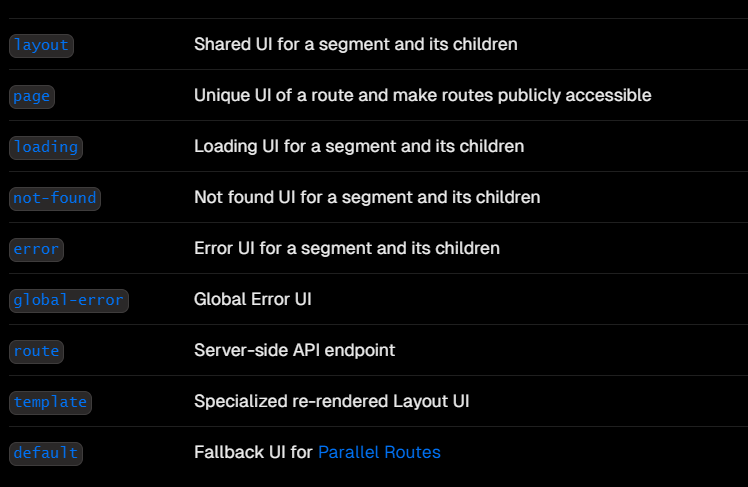 layout Shared UI for a segment and its children
page Unique UI of a route and make routes publicly accessible
loading Loading UI for a segment and its children
not-found Not found UI for a segment and its children
error Error UI for a segment and its children
global-error Global Error UI
route Server-side API endpoint
template Specialized re-rendered Layout UI
default Fallback UI for Parallel Routes